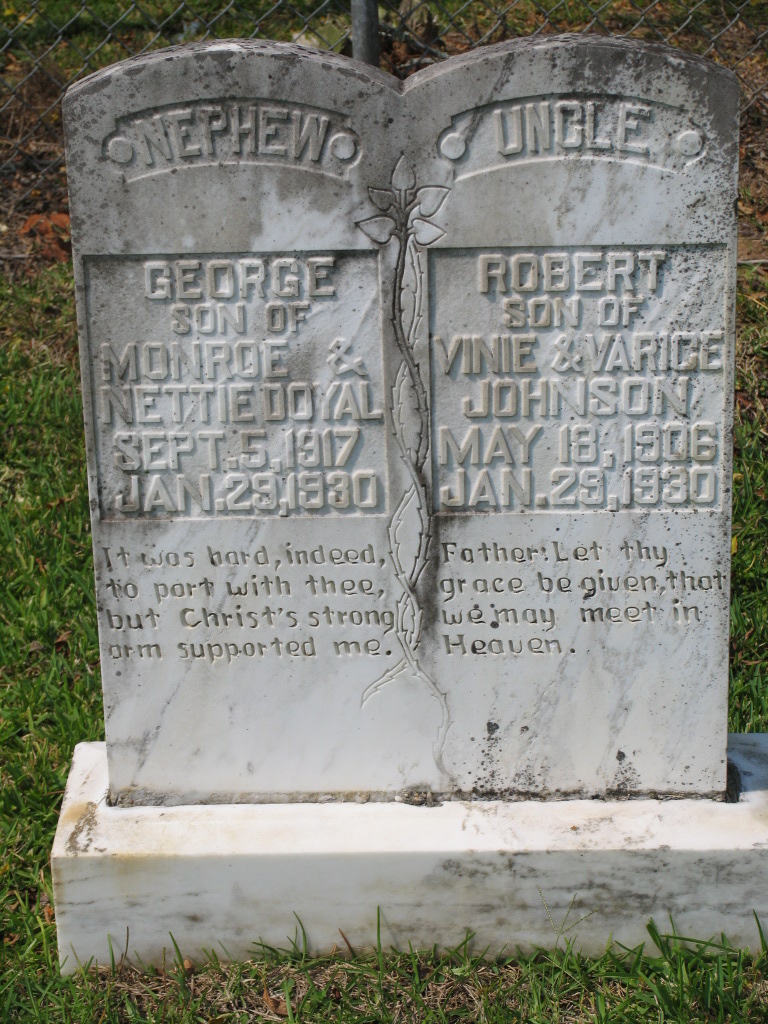 NEPHEW
GEORGE
SON OF
MONROE &
NETTIE DOYAL
SEPT. 5, 1917
JAN. 29, 1930
It was hard, indeed,
to part with thee,
but Christ's strong
arm supported me.
UNCLE
ROBERT
SON OF
VINIE & VARICE
JOHNSON
MAY 18, 1906
JAN. 29, 1930
Father: Let thy
grace be given, that
we may meet in
Heaven.